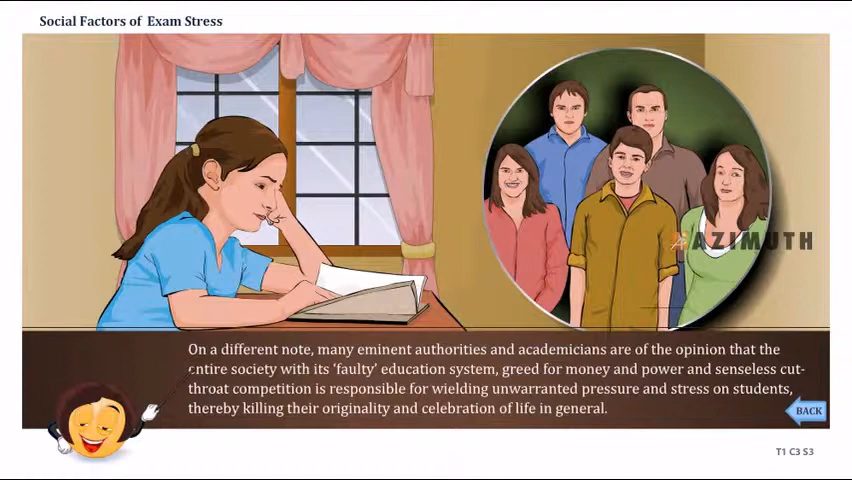 Social Factors of Exam Stress
AZIMUTH
On a different note, many eminent authorities and academicians are of the opinion that the
entire society with its ‘faulty’ education system, greed for money and power and senseless cut-
throat competition is responsible for wielding unwarranted pressure and stress on students,
thereby killing their originality and celebration of life in general.
BACK
T1 C3 S3